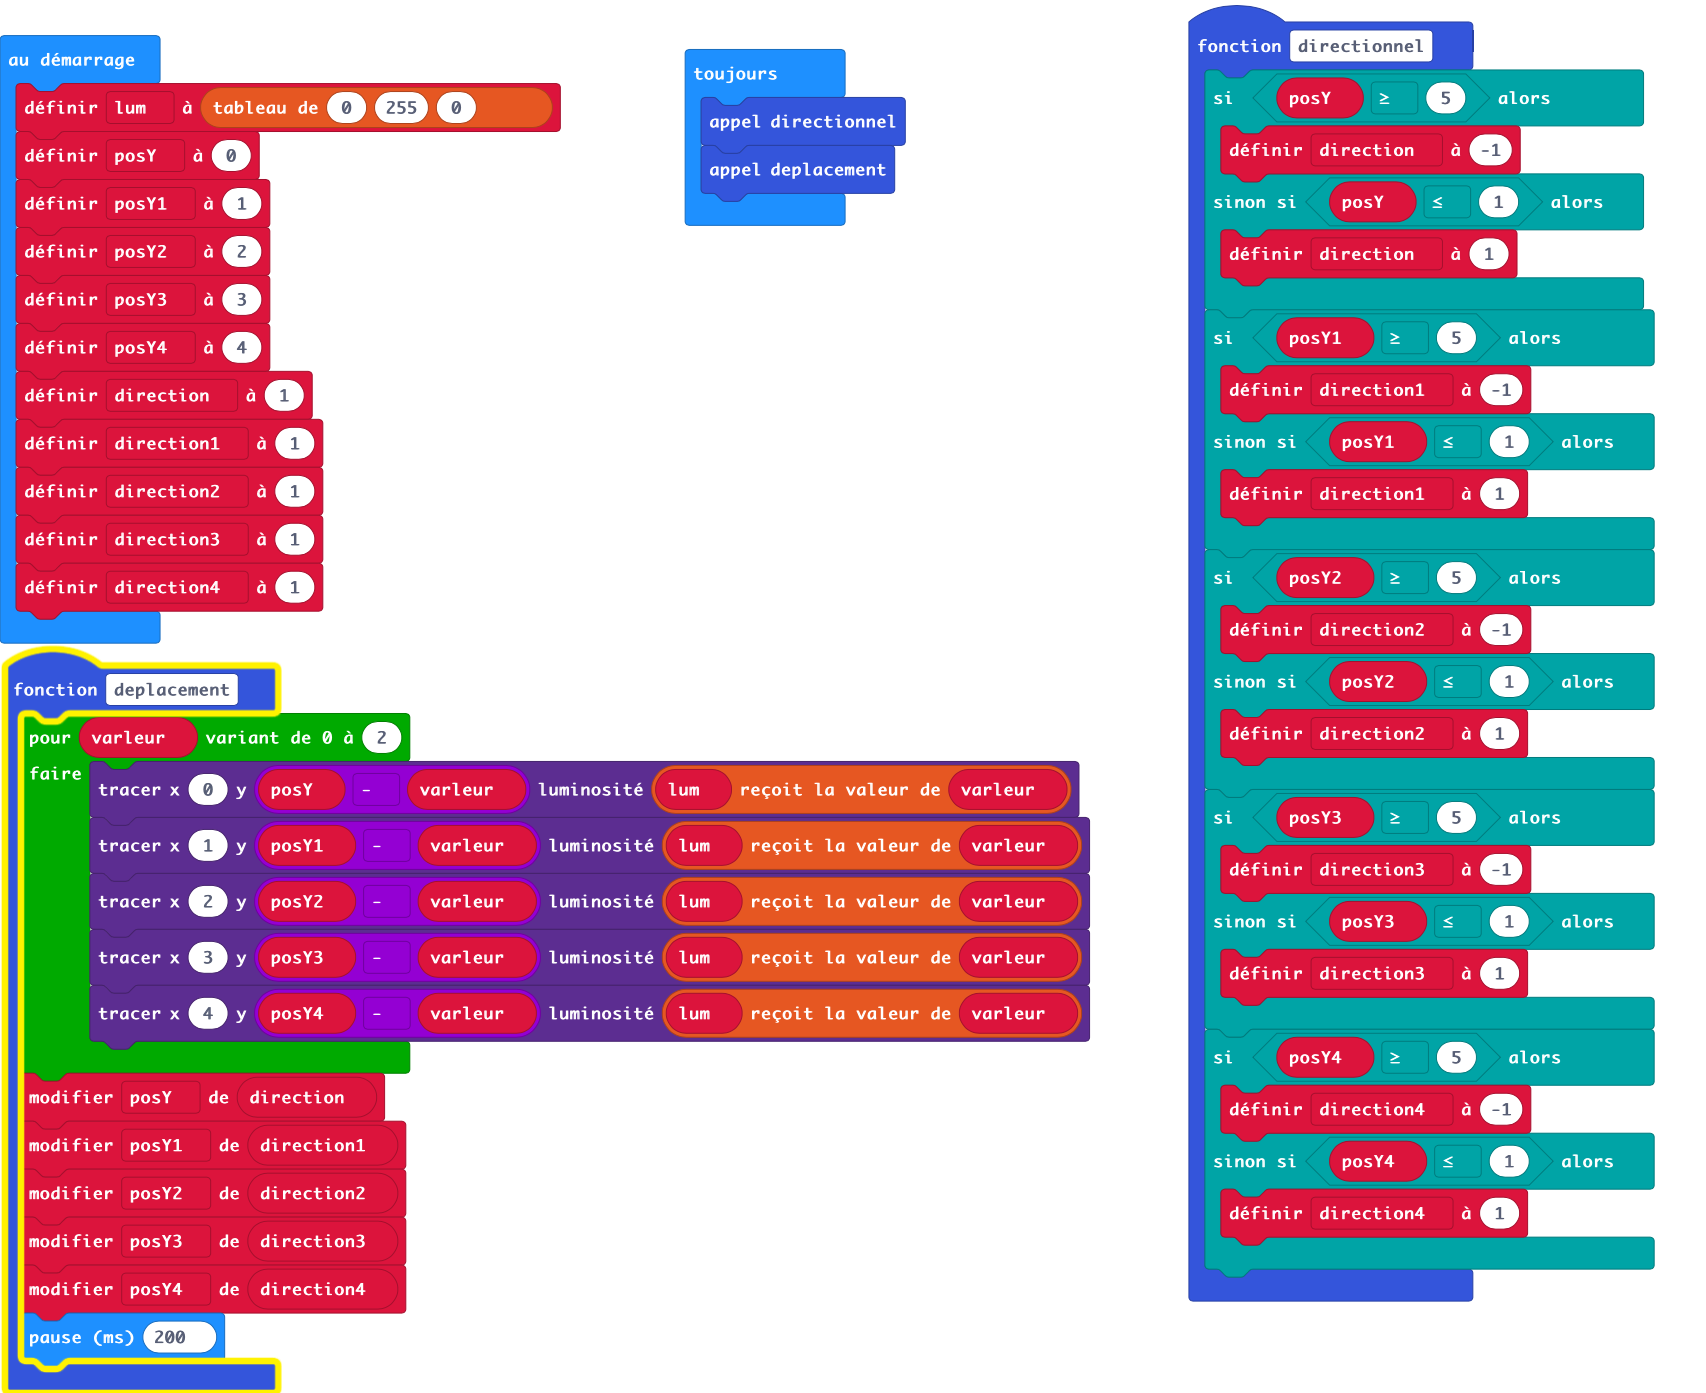 au démarrage
définir lum à tableau de 0 255 0
définir posY à 0
définir posY1 à 1
définir posY2 à 2
définir posY3 à 3
définir posY4 à 4
définir direction à 1
définir direction1 à 1
définir direction2 à 1
définir direction3 à 1
définir direction4 à 1
fonction deplacement
pour varleur variant de 0 à 2
faire
tracer x 0 y posY - varleur luminosité lum reçoit la valeur de varleur
tracer x 1 y posY1 - varleur luminosité lum reçoit la valeur de varleur
tracer x 2 y posY2 - varleur luminosité lum reçoit la valeur de varleur
tracer x 3 y posY3 - varleur luminosité lum reçoit la valeur de varleur
tracer x 4 y posY4 - varleur luminosité lum reçoit la valeur de varleur
modifier posY de direction
modifier posY1 de direction1
modifier posY2 de direction2
modifier posY3 de direction3
modifier posY4 de direction4
pause (ms) 200
toujours
appel directionnel
appel deplacement
fonction directionnel
si posY ≥ 5 alors
définir direction à -1
sinon si posY ≤ 1 alors
définir direction à 1
si posY1 ≥ 5 alors
définir direction1 à -1
sinon si posY1 ≤ 1 alors
définir direction1 à 1
si posY2 ≥ 5 alors
définir direction2 à -1
sinon si posY2 ≤ 1 alors
définir direction2 à 1
si posY3 ≥ 5 alors
définir direction3 à -1
sinon si posY3 ≤ 1 alors
définir direction3 à 1
si posY4 ≥ 5 alors
définir direction4 à -1
sinon si posY4 ≤ 1 alors
définir direction4 à 1